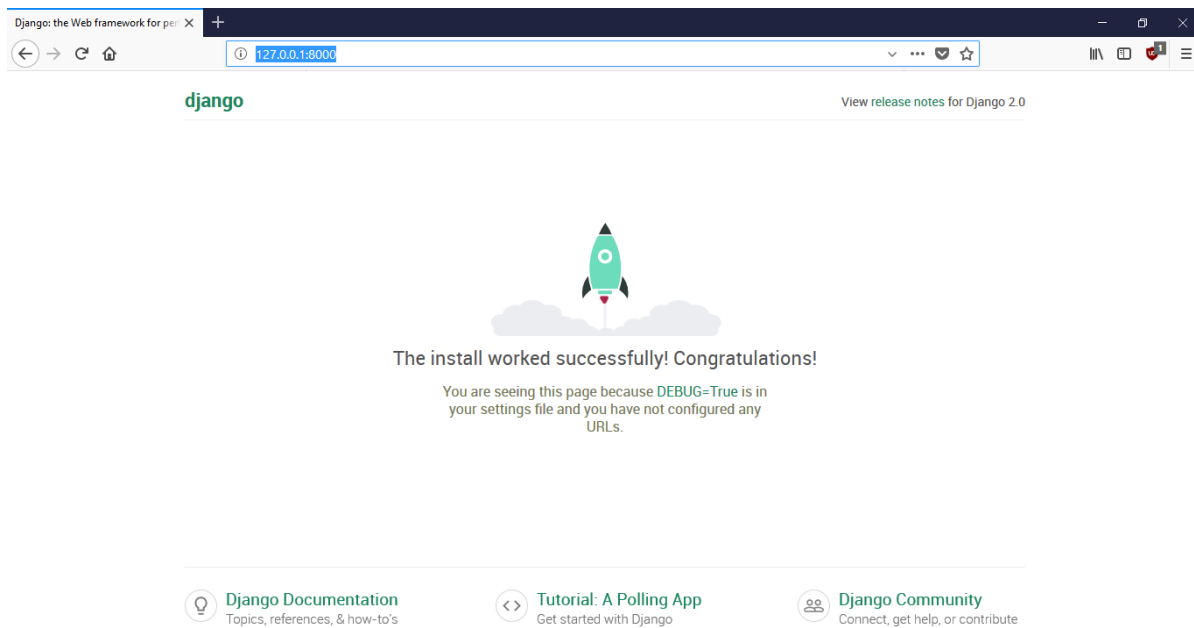 Django: the Web framework for per
127.0.0.1:8000
1
django
View release notes for Django 2.0
The install worked successfully! Congratulations!
You are seeing this page because DEBUG=True is in
your settings file and you have not configured any
URLs.
Django Documentation
Topics, references, & how-to's
Tutorial: A Polling App
Get started with Django
Django Community
Connect, get help, or contribute